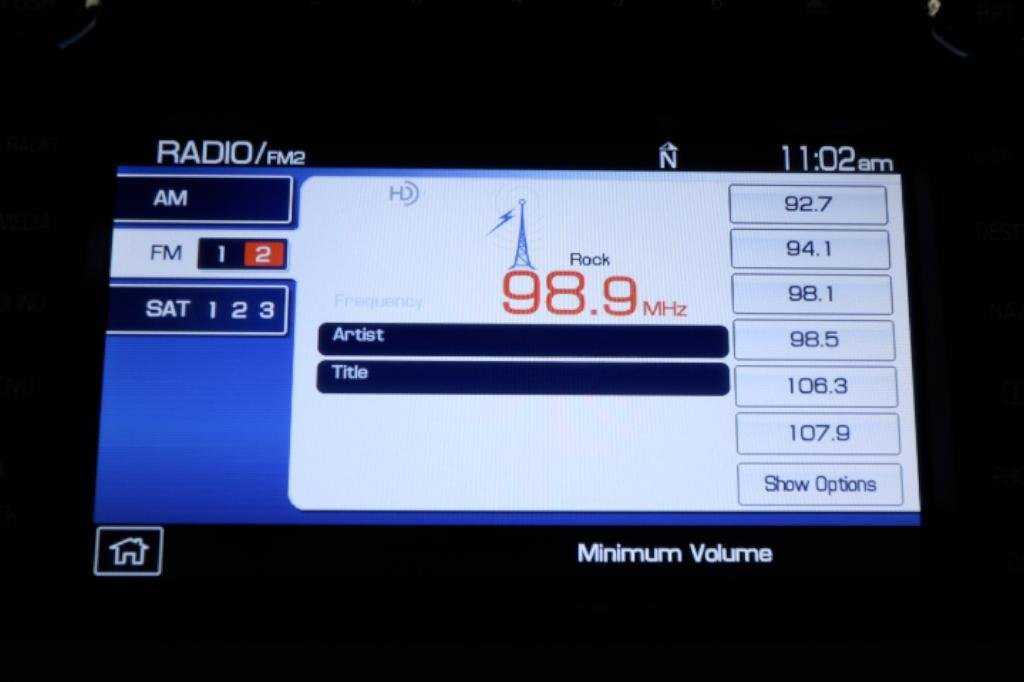 RADIO/FM2 N 11:02am
AM
FM 1 2
SAT 1 2 3
HD
Rock
Frequency 98.9 MHz
Artist
Title
92.7
94.1
98.1
98.5
106.3
107.9
Show Options
Minimum Volume